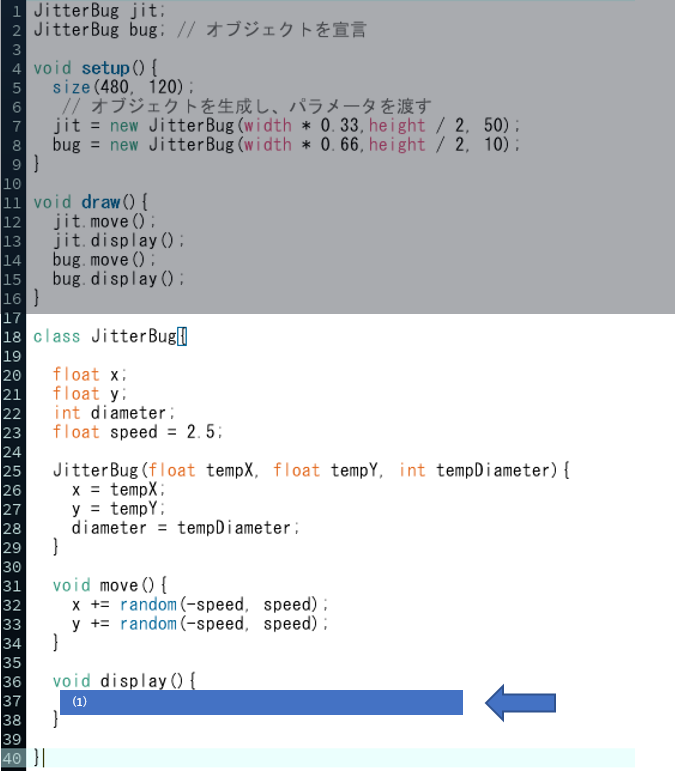 1 JitterBug jit;
2 JitterBug bug; // オブジェクトを宣言
3
4 void setup(){
5 size(480, 120);
6 // オブジェクトを生成し、パラメータを渡す
7 jit = new JitterBug(width * 0.33,height / 2, 50);
8 bug = new JitterBug(width * 0.66,height / 2, 10);
9 }
10
11 void draw(){
12 jit.move();
13 jit.display();
14 bug.move();
15 bug.display();
16 }
17
18 class JitterBug{
19
20 float x;
21 float y;
22 int diameter;
23 float speed = 2.5;
24
25 JitterBug(float tempX, float tempY, int tempDiameter){
26 x = tempX;
27 y = tempY;
28 diameter = tempDiameter;
29 }
30
31 void move(){
32 x += random(-speed, speed);
33 y += random(-speed, speed);
34 }
35
36 void display(){
37 (1)
38 }
39
40 }